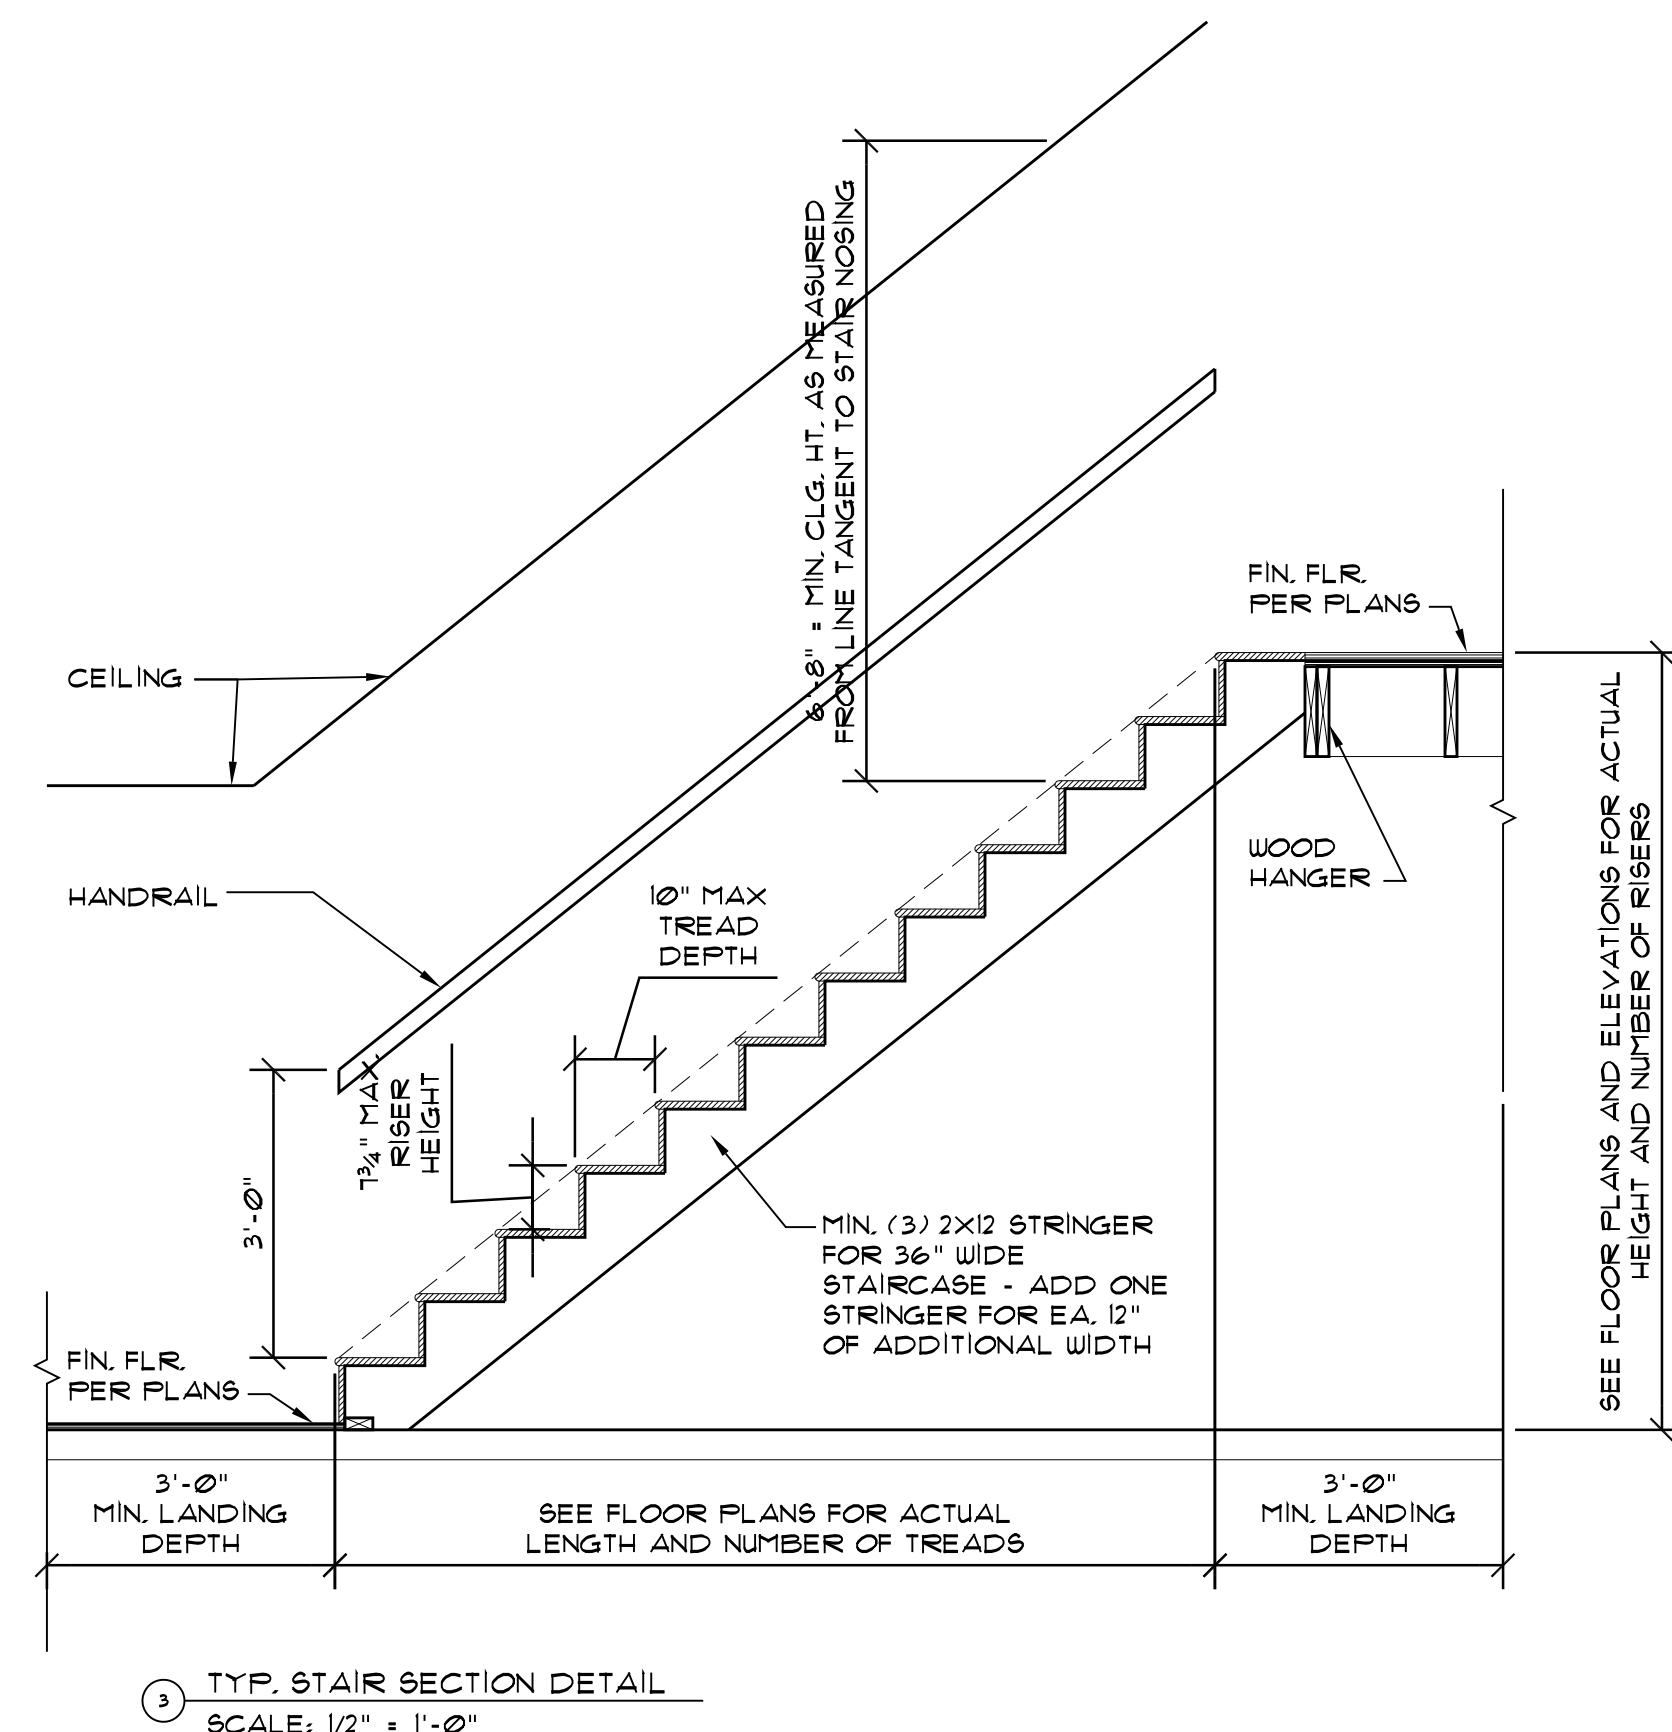 6'-8" = MIN. CLG. HT. AS MEASURED
FROM LINE TANGENT TO STAIR NOSING
FIN. FLR.
PER PLANS
CEILING
WOOD
HANGER
HANDRAIL
10" MAX
TREAD
DEPTH
7 3/4" MAX.
RISER
HEIGHT
3'-0"
MIN. (3) 2X12 STRINGER
FOR 36" WIDE
STAIRCASE - ADD ONE
STRINGER FOR EA. 12"
OF ADDITIONAL WIDTH
SEE FLOOR PLANS AND ELEVATIONS FOR ACTUAL
HEIGHT AND NUMBER OF RISERS
FIN. FLR.
PER PLANS
3'-0"
MIN. LANDING
DEPTH
SEE FLOOR PLANS FOR ACTUAL
LENGTH AND NUMBER OF TREADS
3'-0"
MIN. LANDING
DEPTH
3
TYP. STAIR SECTION DETAIL
SCALE: 1/2" = 1'-0"